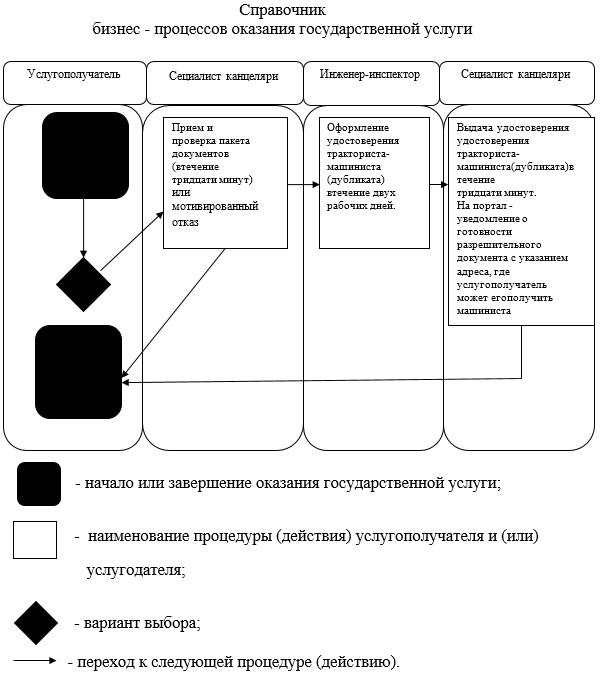 Справочник
бизнес - процессов оказания государственной услуги
Услугополучатель
Сециалист канцеляри
Инженер-инспектор
Сециалист канцеляри
Прием и
проверка пакета
документов
(втечение
тридцати минут)
или
мотивированный
отказ
Оформление
удостоверения
тракториста-
машиниста
(дубликата)
втечение двух
рабочих дней.
Выдача удостоверения
удостоверения
тракториста-
машиниста(дубликата)в
течение
тридцати минут.
На портал -
уведомление о
готовности
разрешительного
документа с указанием
адреса, где
услугополучатель
может егополучить
машиниста
- начало или завершение оказания государственной услуги;
- наименование процедуры (действия) услугополучателя и (или)
услугодателя;
- вариант выбора;
- переход к следующей процедуре (действию).